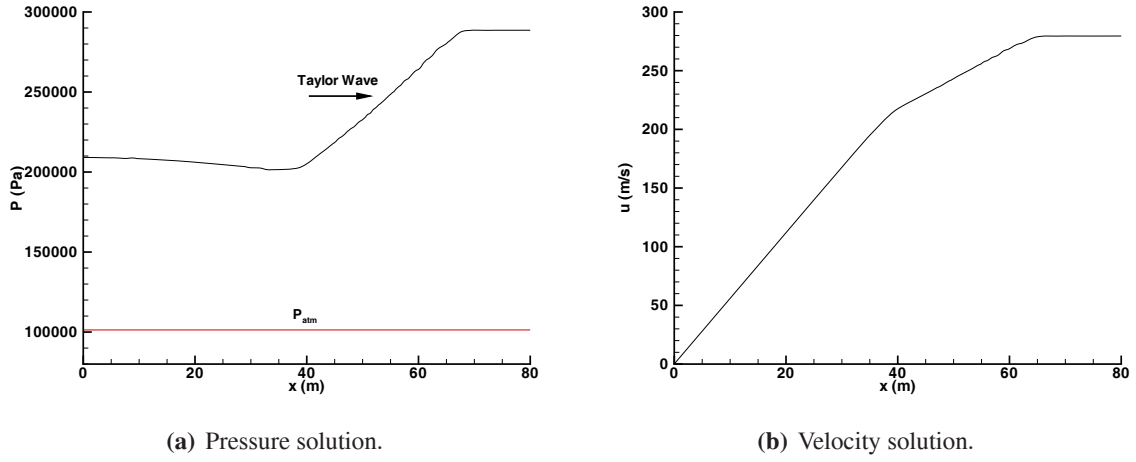 300000
250000
200000
150000
100000
P (Pa)
Taylor Wave
P_atm
0 20 40 60 80
x (m)
(a) Pressure solution.
300
250
200
150
100
50
0
u (m/s)
0 20 40 60 80
x (m)
(b) Velocity solution.